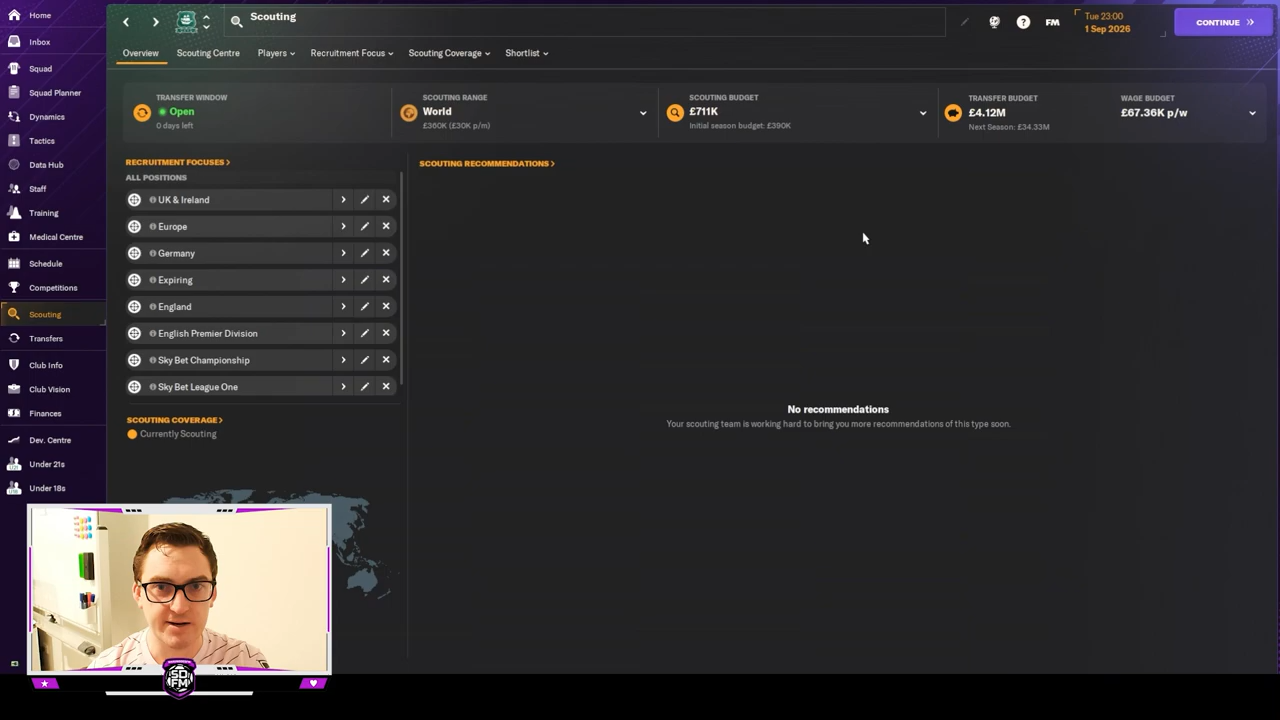 Home
Inbox
Squad
Squad Planner
Dynamics
Tactics
Data Hub
Staff
Training
Medical Centre
Schedule
Competitions
Scouting
Transfers
Club Info
Club Vision
Finances
Dev. Centre
Under 21s
Under 18s
Scouting
FM
Tue 23:00
1 Sep 2026
CONTINUE
Overview
Scouting Centre
Players
Recruitment Focus
Scouting Coverage
Shortlist
TRANSFER WINDOW
Open
0 days left
SCOUTING RANGE
World
£360K (£30K p/m)
SCOUTING BUDGET
£711K
Initial season budget: £390K
TRANSFER BUDGET
£4.12M
Next Season: £34.33M
WAGE BUDGET
£67.36K p/w
RECRUITMENT FOCUSES >
ALL POSITIONS
UK & Ireland
Europe
Germany
Expiring
England
English Premier Division
Sky Bet Championship
Sky Bet League One
SCOUTING COVERAGE >
Currently Scouting
SCOUTING RECOMMENDATIONS >
No recommendations
Your scouting team is working hard to bring you more recommendations of this type soon.
SD
FM